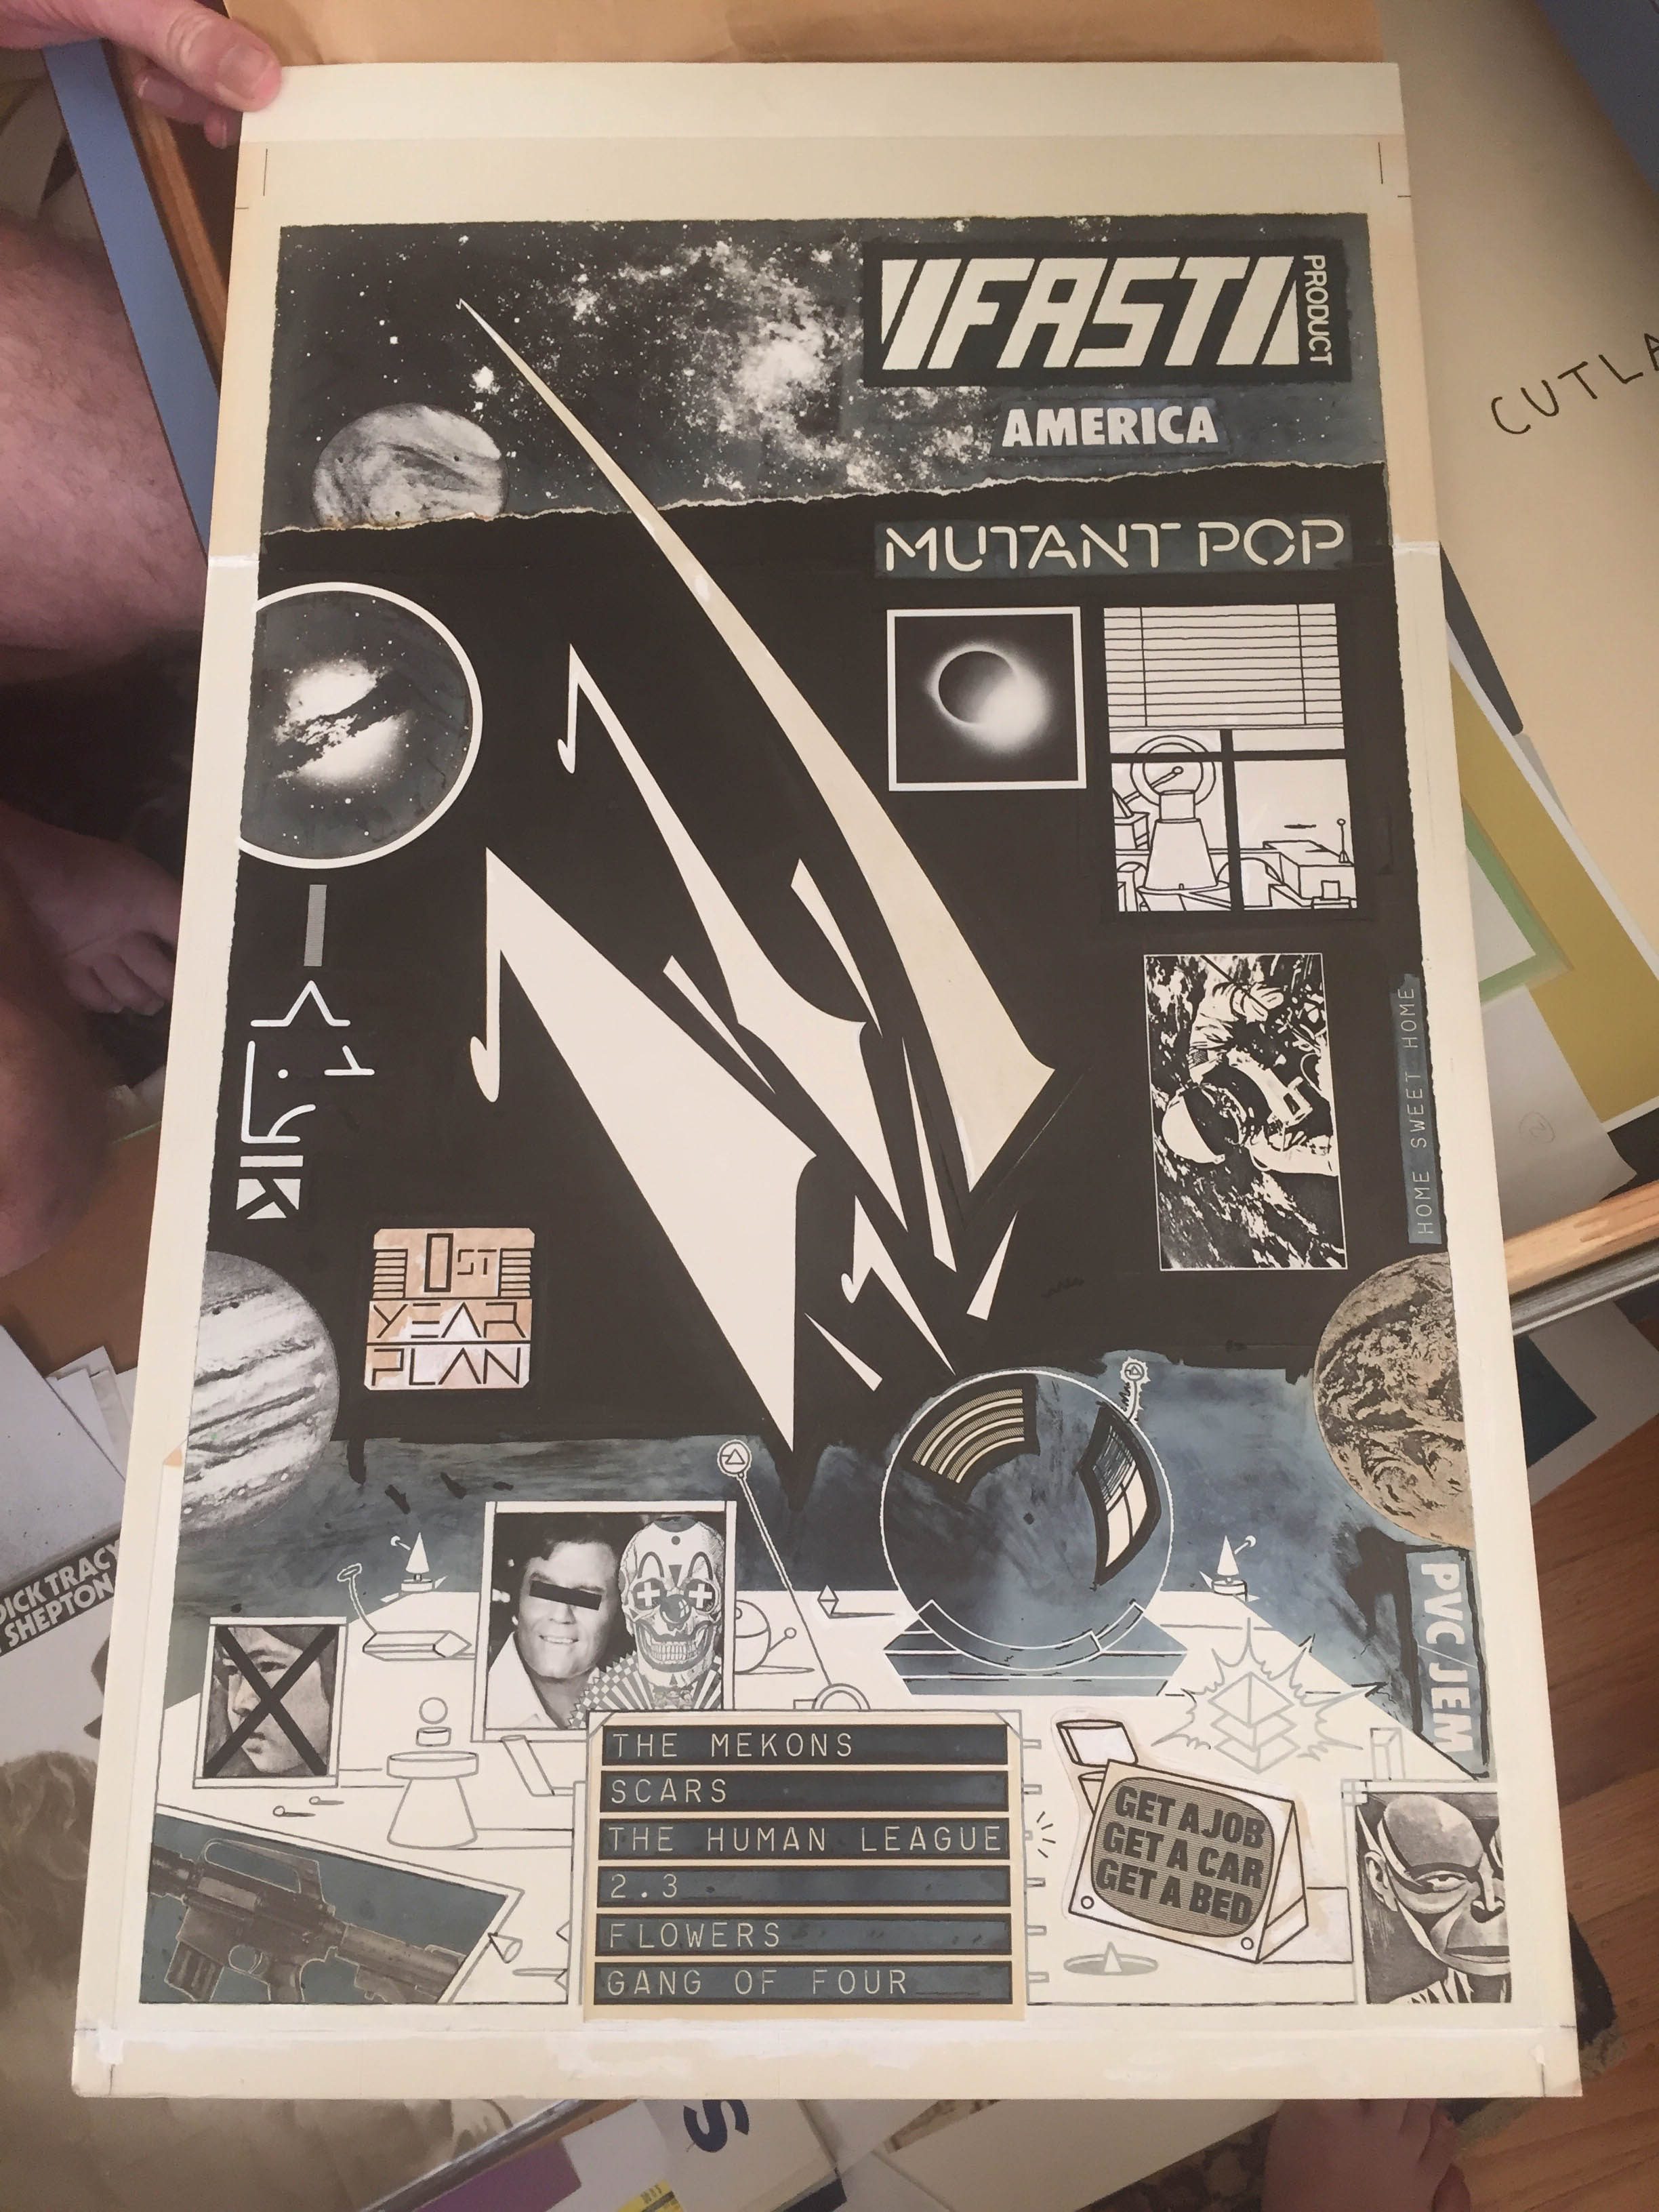 FAST
PRODUCT
AMERICA
MUTANT POP
CUTLA
HOME SWEET HOME
1ST
YEAR
PLAN
PVC/JEM
DICK TRACY
SHEPTON
THE MEKONS
SCARS
THE HUMAN LEAGUE
2.3
FLOWERS
GANG OF FOUR
GET A JOB
GET A CAR
GET A BED
S